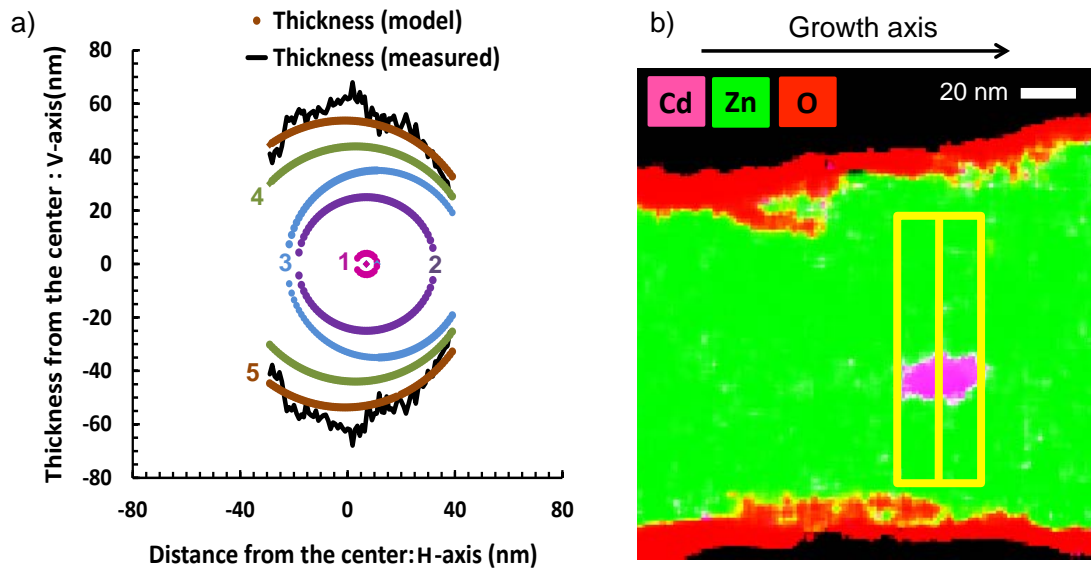 a)
Thickness (model)
Thickness (measured)
Thickness from the center : V-axis(nm)
80
60
40
20
0
-20
-40
-60
-80
4
3
1
2
5
-80
-40
0
40
80
Distance from the center:H-axis (nm)
b)
Growth axis
Cd Zn O
20 nm